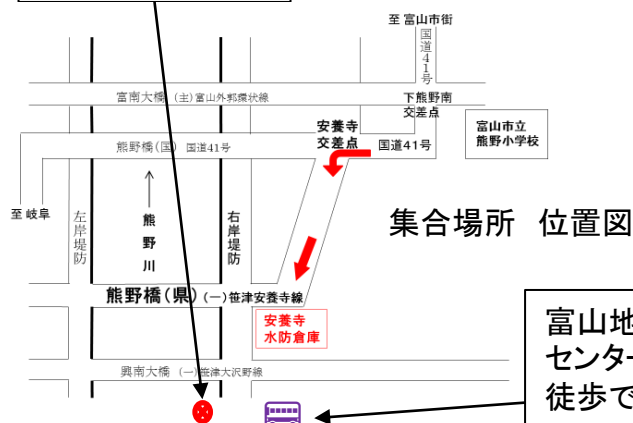 至 富山市街
国道41号
富南大橋 (主)富山外郭環状線
下熊野南
交差点
安養寺
交差点
国道41号
富山市立
熊野小学校
熊野橋(国) 国道41号
至 岐阜
左岸堤防
熊野川
右岸堤防
集合場所 位置図
熊野橋(県) (一)笹津安養寺線
安養寺
水防倉庫
富山地
センター
徒歩で
興南大橋 (一)笹津大沢野線